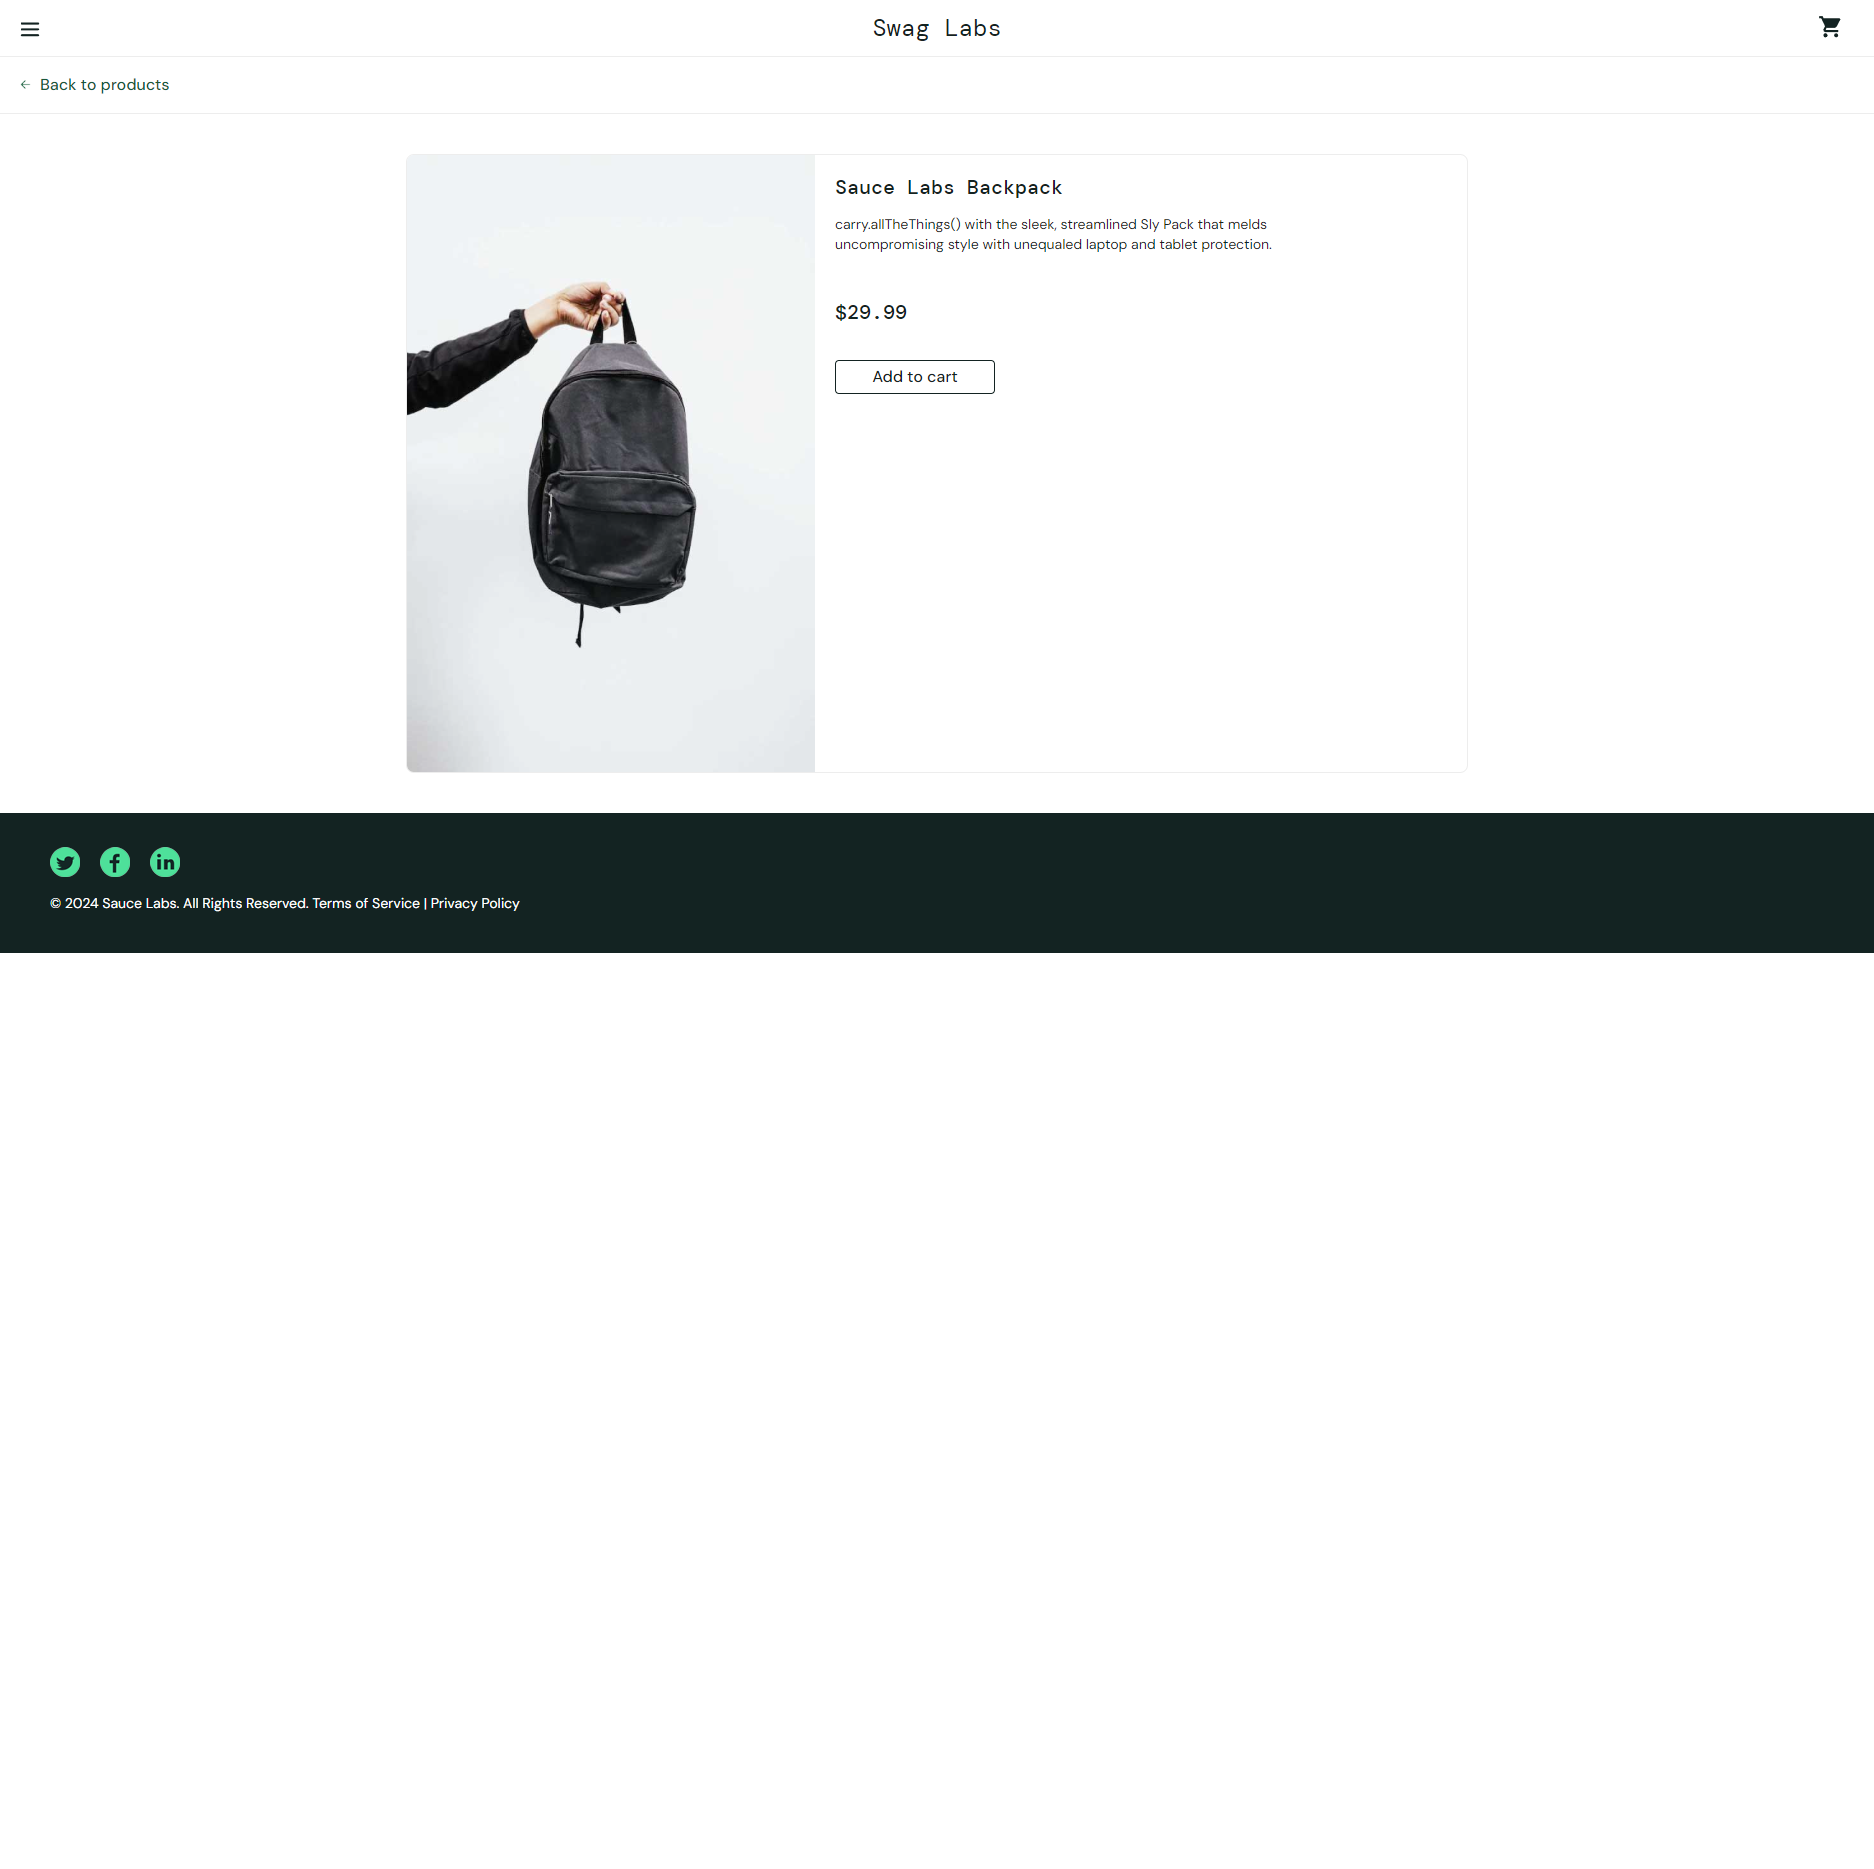 Swag Labs
Back to products
Sauce Labs Backpack
carry.allTheThings() with the sleek, streamlined Sly Pack that melds
uncompromising style with unequaled laptop and tablet protection.
$29.99
Add to cart
© 2024 Sauce Labs. All Rights Reserved. Terms of Service | Privacy Policy